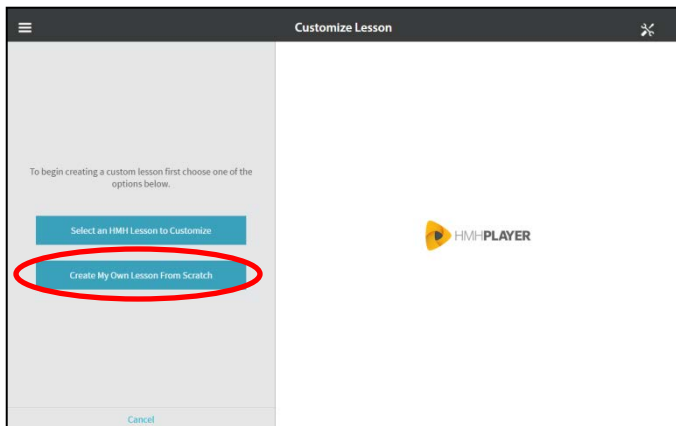 Customize Lesson
To begin creating a custom lesson first choose one of the
options below.
Select an HMH Lesson to Customize
Create My Own Lesson From Scratch
Cancel
HMHPLAYER